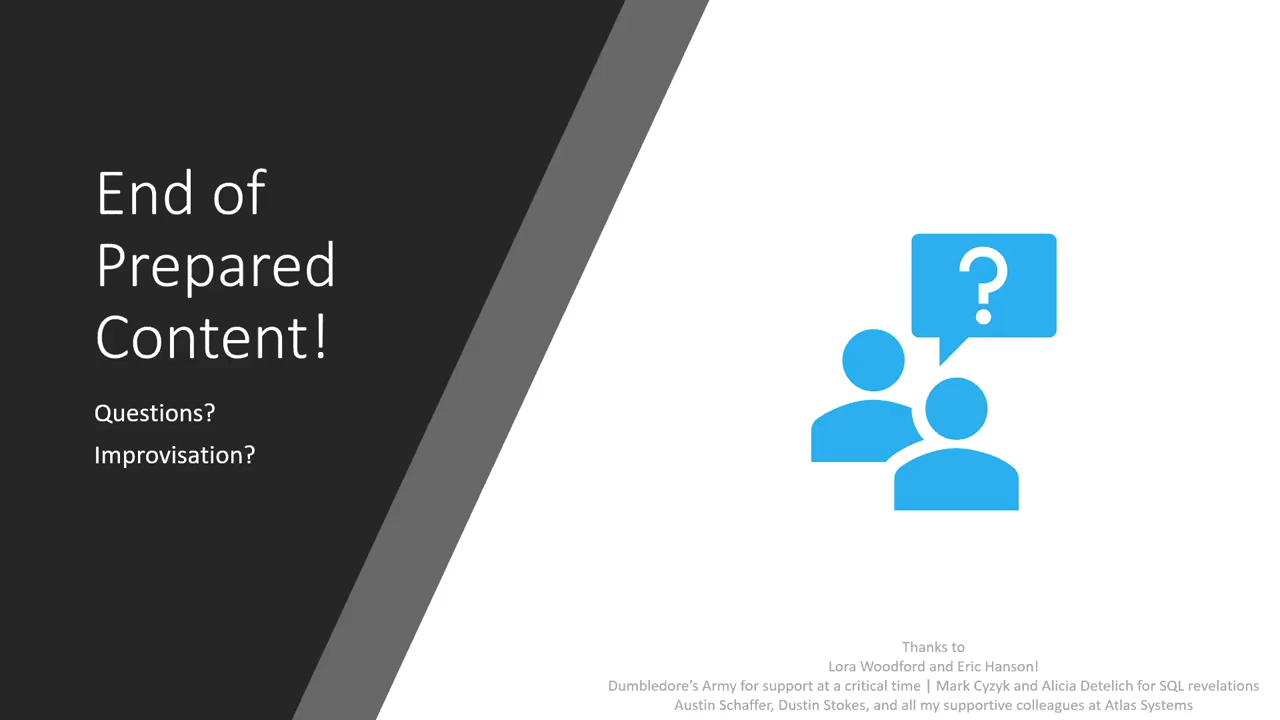 End of
Prepared
Content!
Questions?
Improvisation?
?
Thanks to
Lora Woodford and Eric Hanson!
Dumbledore’s Army for support at a critical time | Mark Cyzyk and Alicia Detelich for SQL revelations
Austin Schaffer, Dustin Stokes, and all my supportive colleagues at Atlas Systems